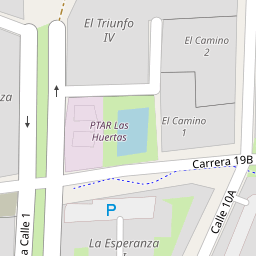 El Triunfo
IV
El Camino
2
za
PTAR Las
Huertas
El Camino
1
Carrera 19B
P
Calle 10A
a Calle 1
La Esperanza